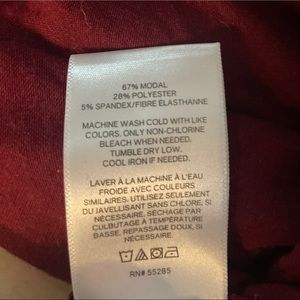 67% MODAL
28% POLYESTER
5% SPANDEX/FIBRE ÉLASTHANNE
MACHINE WASH COLD WITH LIKE
COLORS. ONLY NON-CHLORINE
BLEACH WHEN NEEDED.
TUMBLE DRY LOW.
COOL IRON IF NEEDED.
LAVER À LA MACHINE À L'EAU
FROIDE AVEC COULEURS
SIMILAIRES. UTILISEZ SEULEMENT
DU JAVELLISANT SANS CHLORE, SI
NÉCESSAIRE. SÉCHAGE PAR
CULBUTAGE À TEMPÉRATURE
BASSE. REPASSAGE DOUX, SI
NÉCESSAIRE.
RN# 55285